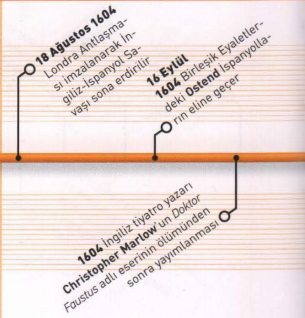 18 Ağustos 1604
Londra Antlaşma-
sı imzalanarak İn-
giliz-İspanyol Sa-
vaşı sona erdirilir
16 Eylül
1604 Birleşik Eyaletler-
deki Ostend İspanyolla-
rın eline geçer
1604 İngiliz tiyatro yazarı
Christopher Marlow'un Doktor
Faustus adlı eserinin ölümünden
sonra yayımlanması